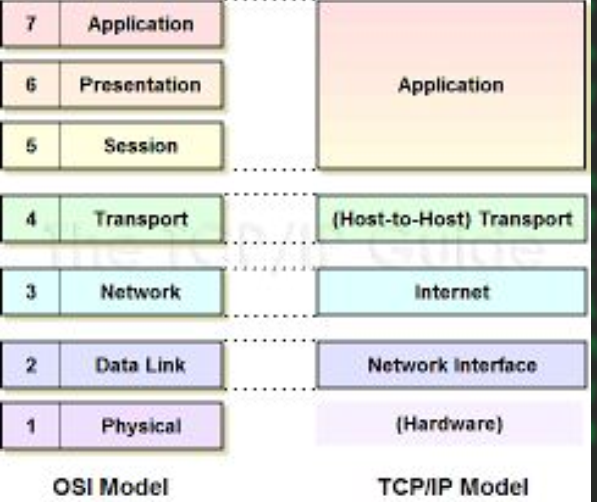 7 Application
6 Presentation
Application
5 Session
4 Transport
(Host-to-Host) Transport
The TCP/IP Guide
3 Network
Internet
2 Data Link
Network Interface
1 Physical
(Hardware)
OSI Model
TCP/IP Model